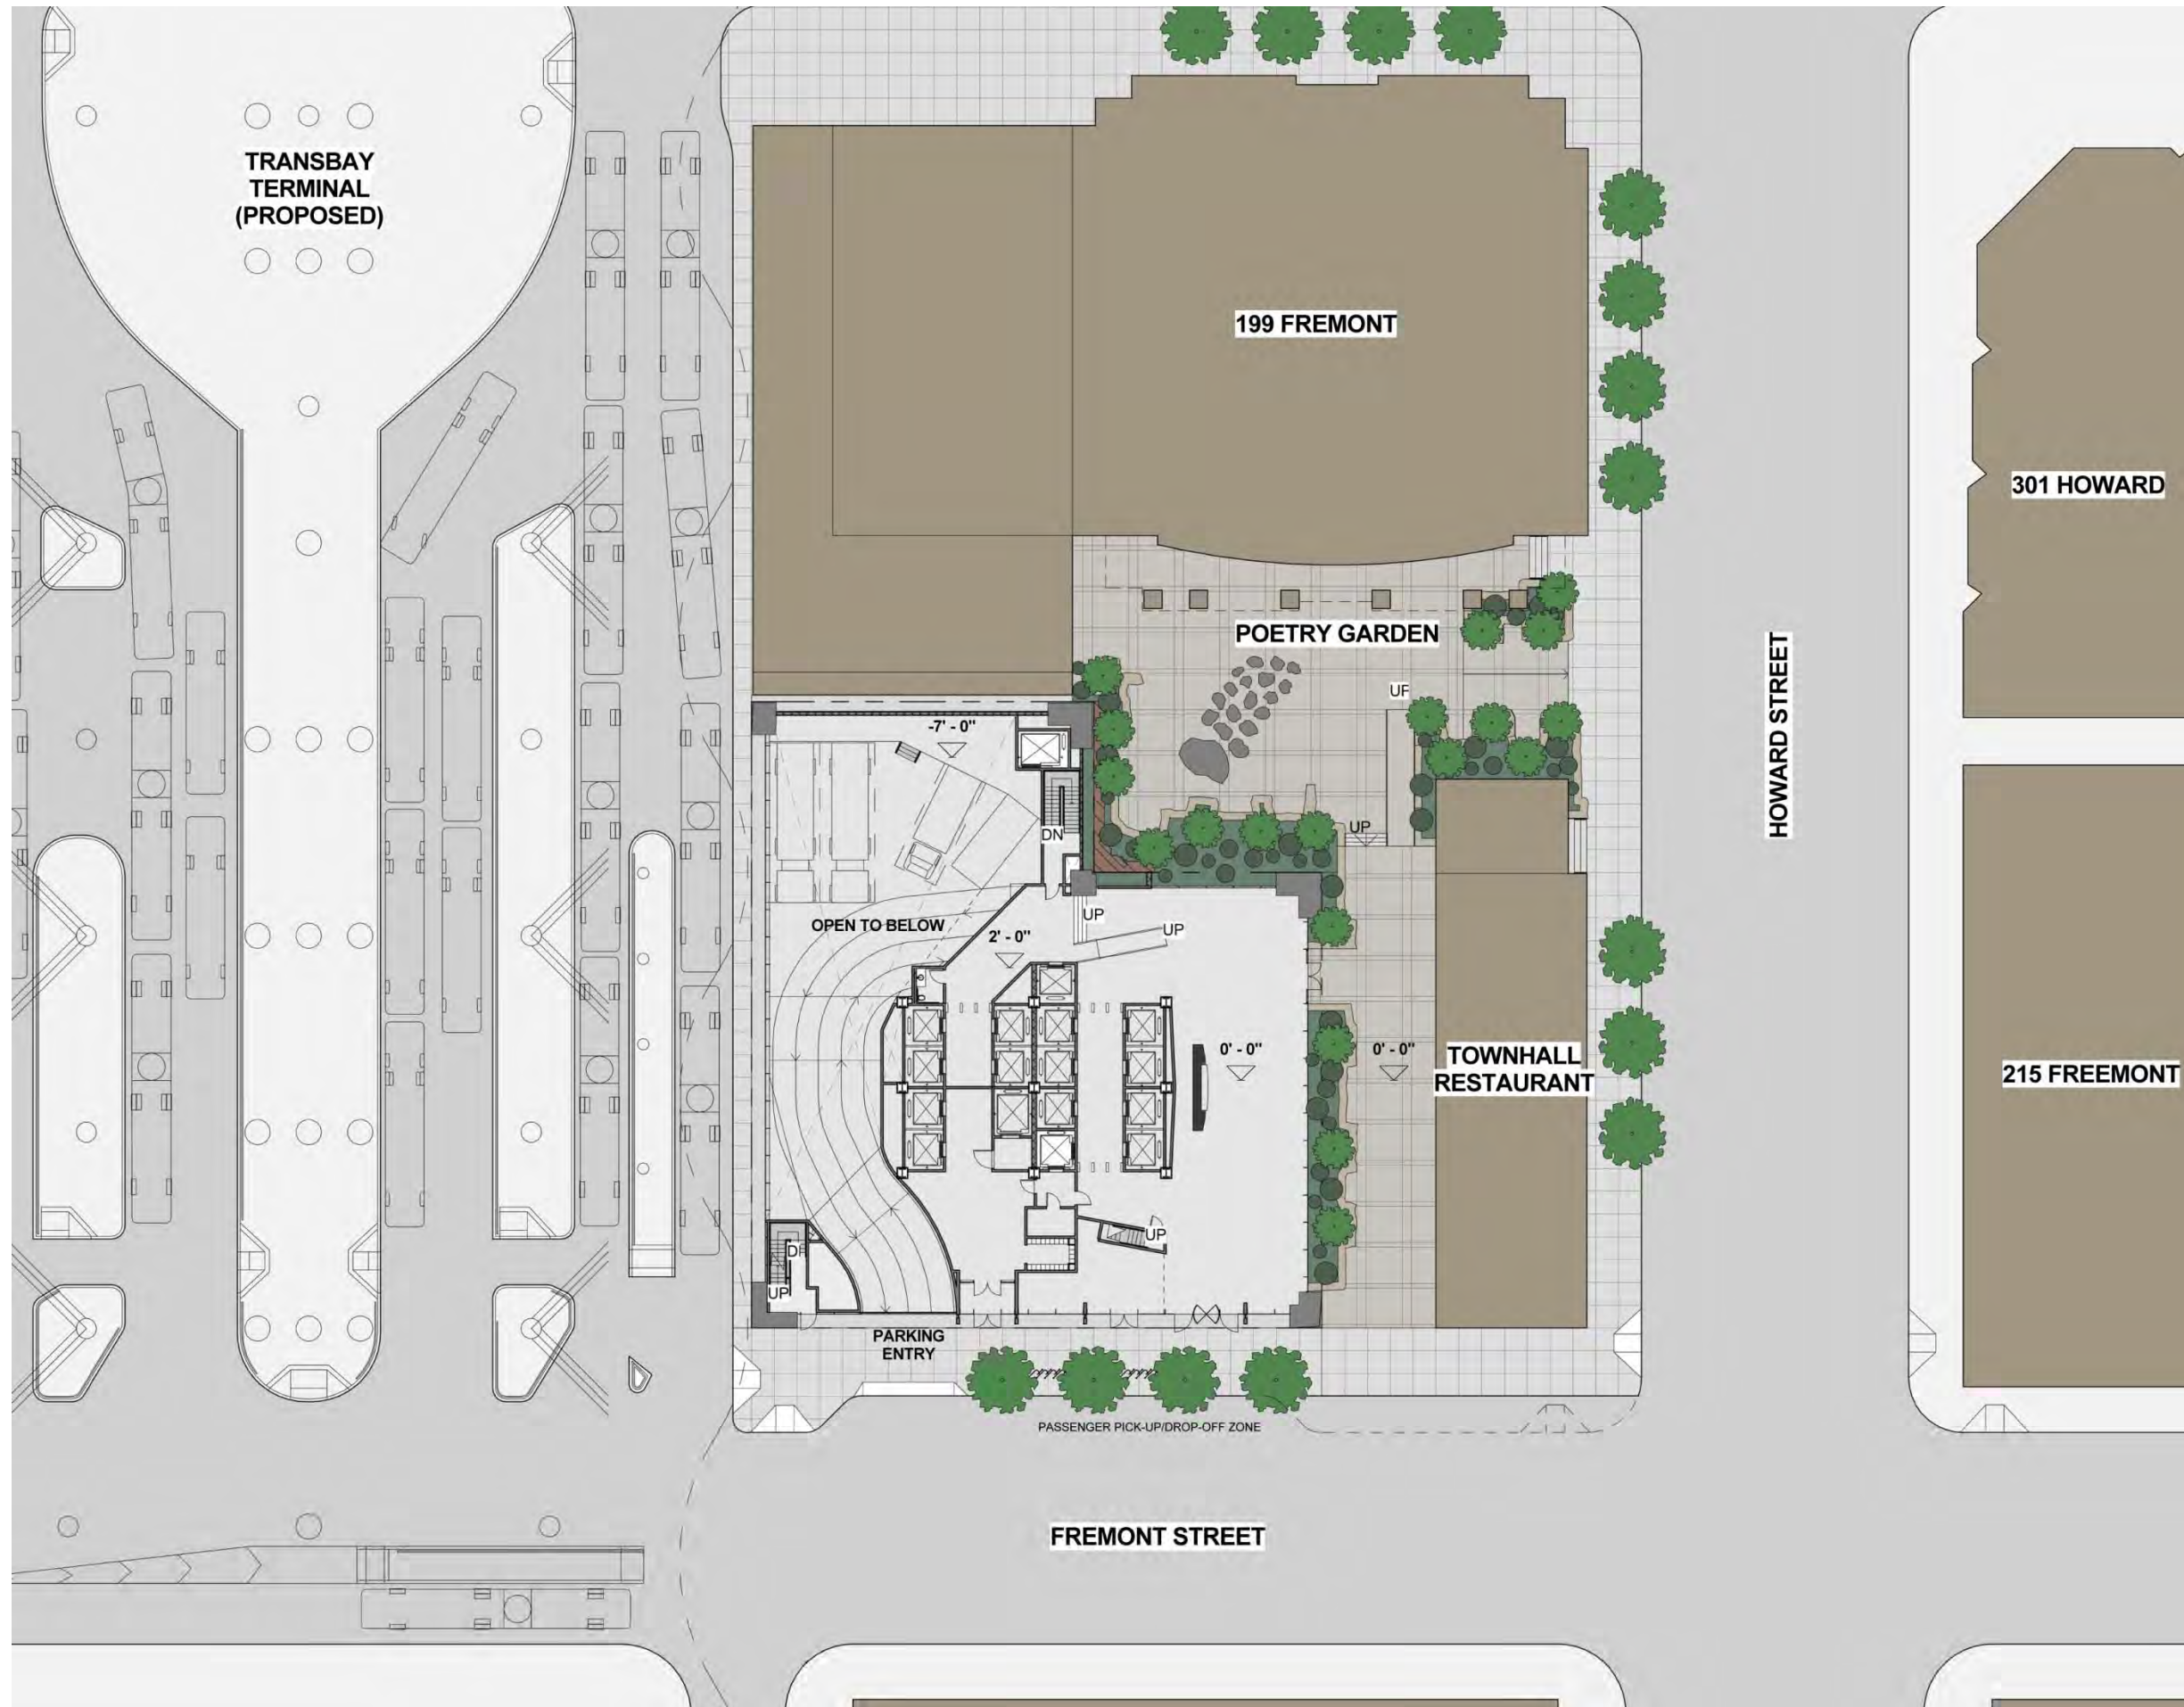 TRANSBAY
TERMINAL
(PROPOSED)
199 FREMONT
301 HOWARD
POETRY GARDEN
HOWARD STREET
UP
-7' - 0"
DN
UP
OPEN TO BELOW
UP
UP
2' - 0"
0' - 0"
0' - 0"
TOWNHALL
RESTAURANT
215 FREEMONT
UP
UP
PARKING
ENTRY
PASSENGER PICK-UP/DROP-OFF ZONE
FREMONT STREET